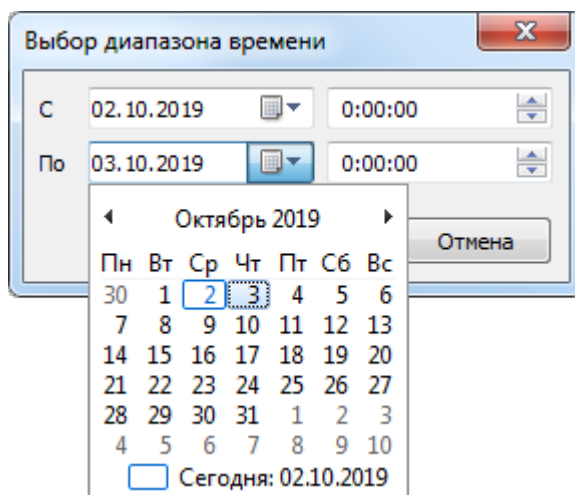 Выбор диапазона времени
С 02.10.2019 0:00:00
По 03.10.2019 0:00:00
Октябрь 2019
Отмена
Пн Вт Ср Чт Пт Сб Вс
30 1 2 3 4 5 6
7 8 9 10 11 12 13
14 15 16 17 18 19 20
21 22 23 24 25 26 27
28 29 30 31 1 2 3
4 5 6 7 8 9 10
Сегодня: 02.10.2019